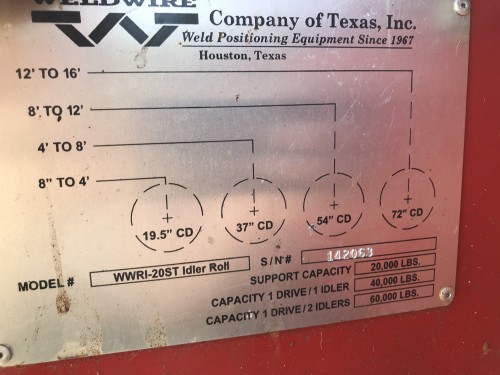 WELDWIRE
Company of Texas, Inc.
Weld Positioning Equipment Since 1967
Houston, Texas
12' TO 16'
8' TO 12'
4' TO 8'
8" TO 4'
19.5" CD
37" CD
54" CD
72" CD
MODEL # WWRI-20ST Idler Roll
S/N # 142063
SUPPORT CAPACITY 20,000 LBS.
CAPACITY 1 DRIVE / 1 IDLER 40,000 LBS.
CAPACITY 1 DRIVE / 2 IDLERS 60,000 LBS.